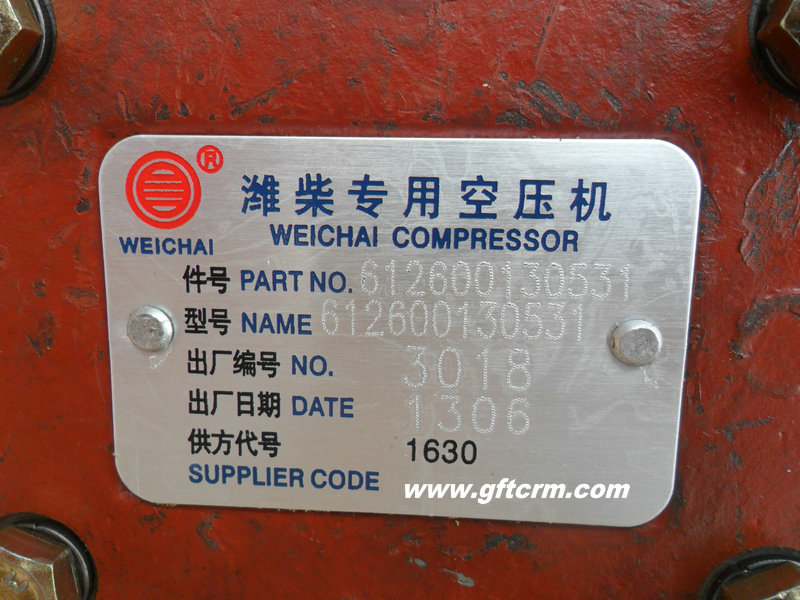 ®
潍柴专用空压机
WEICHAI
WEICHAI COMPRESSOR
件号 PART NO. 612600130531
型号 NAME 612600130531
出厂编号 NO. 3018
出厂日期 DATE 1306
供方代号 1630
SUPPLIER CODE
www.gftcrm.com